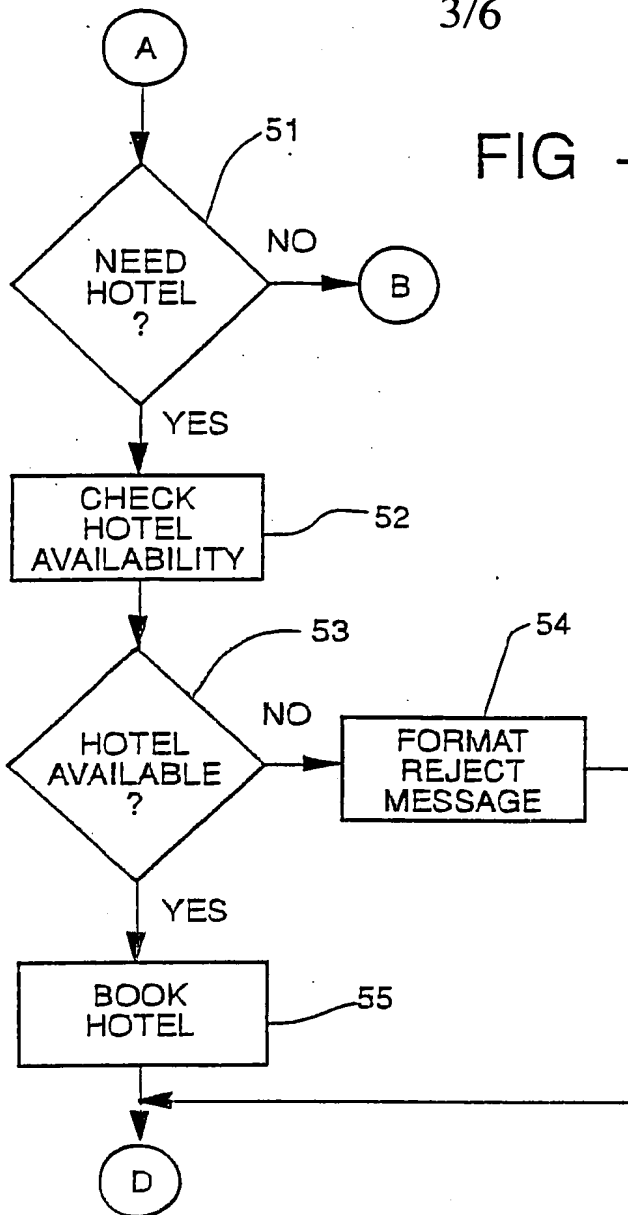 3/6
A
51
FIG -
NEED
HOTEL
?
NO
B
YES
CHECK
HOTEL
AVAILABILITY
52
53
HOTEL
AVAILABLE
?
NO
54
FORMAT
REJECT
MESSAGE
YES
BOOK
HOTEL
55
D